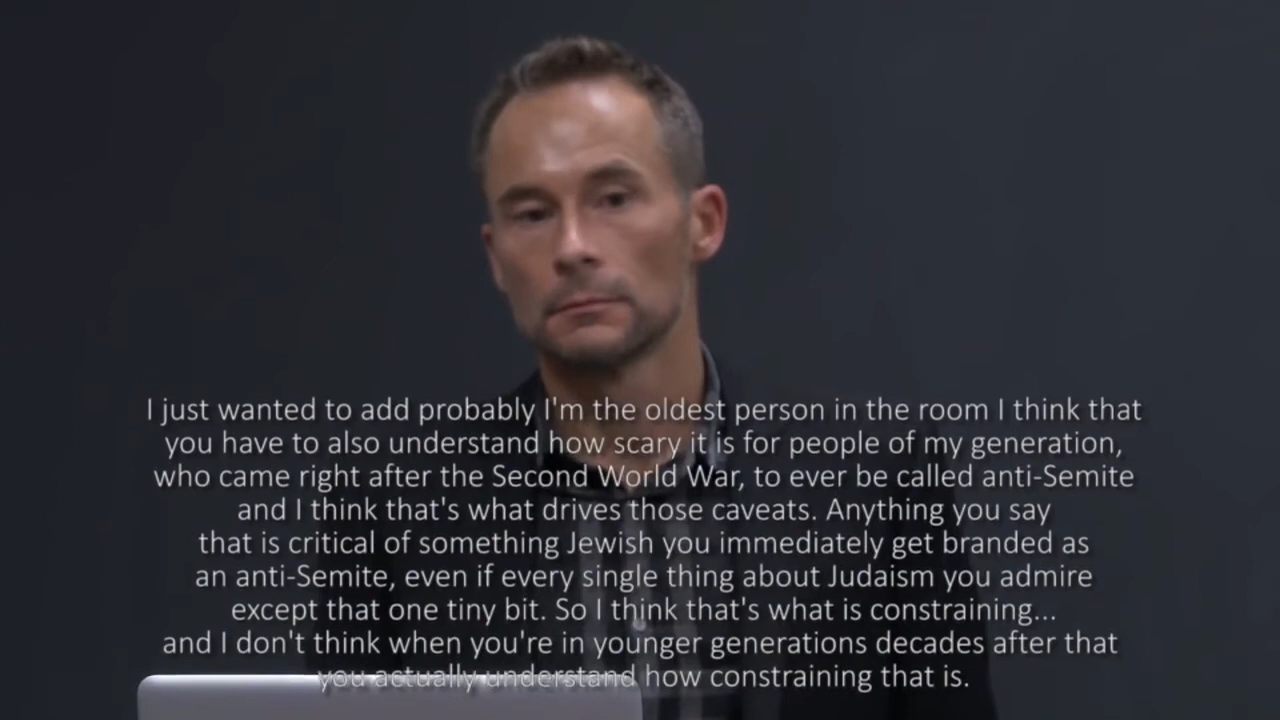 I just wanted to add probably I'm the oldest person in the room I think that
you have to also understand how scary it is for people of my generation,
who came right after the Second World War, to ever be called anti-Semite
and I think that's what drives those caveats. Anything you say
that is critical of something Jewish you immediately get branded as
an anti-Semite, even if every single thing about Judaism you admire
except that one tiny bit. So I think that's what is constraining...
and I don't think when you're in younger generations decades after that
you actually understand how constraining that is.